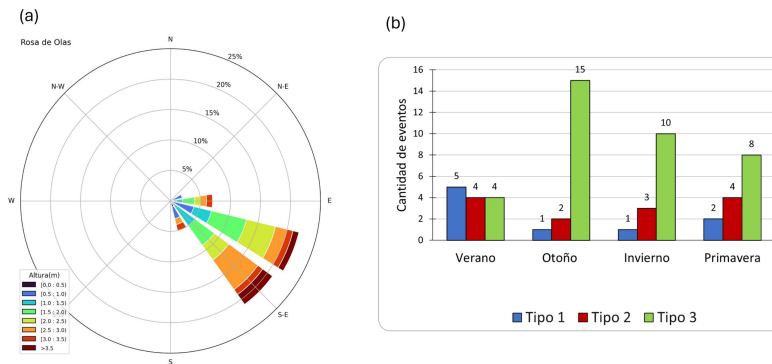 (a)
Rosa de Olas
N
N-E
E
S-E
S
W
N-W
5%
10%
15%
20%
25%
Altura(m)
[0,0 : 0.5)
[0.5 : 1.0)
[1.0 : 1.5)
[1.5 : 2.0)
[2.0 : 2.5)
[2.5 : 3.0)
[3.0 : 3.5)
>3.5
(b)
Cantidad de eventos
16
14
12
10
8
6
4
2
0
5 4 4
1 2 15
1 3 10
2 4 8
Verano Otoño Invierno Primavera
Tipo 1 Tipo 2 Tipo 3